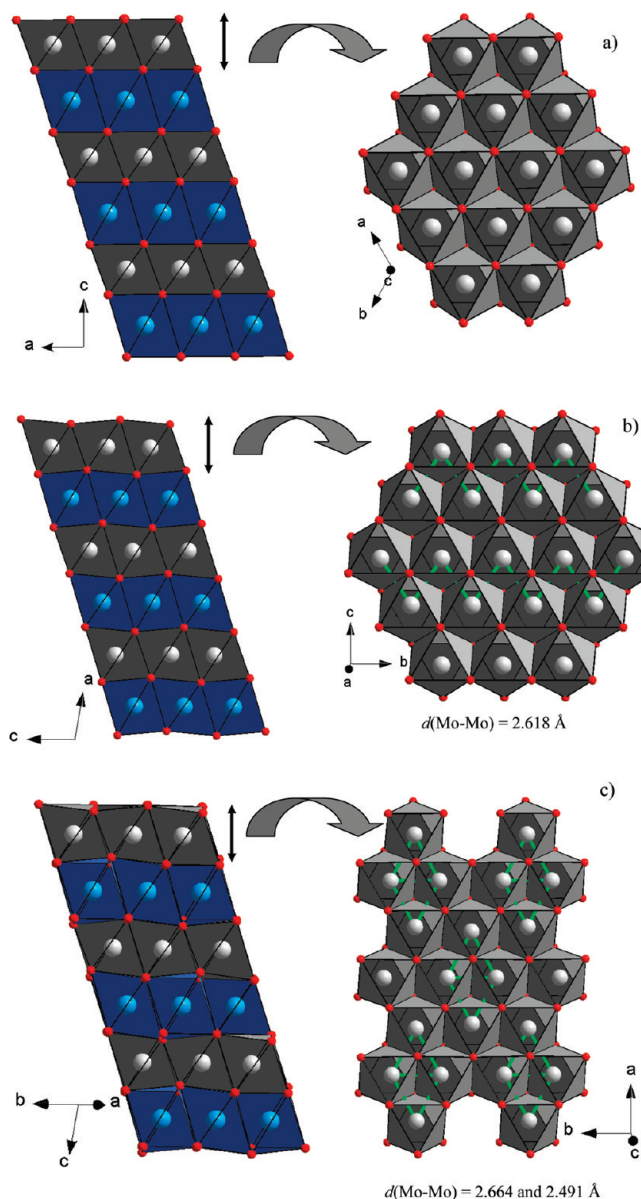 a)
c
a
a
c
b
b)
a
c
c
b
a
d(Mo-Mo) = 2.618 Å
c)
b
a
c
a
b
c
d(Mo-Mo) = 2.664 and 2.491 Å